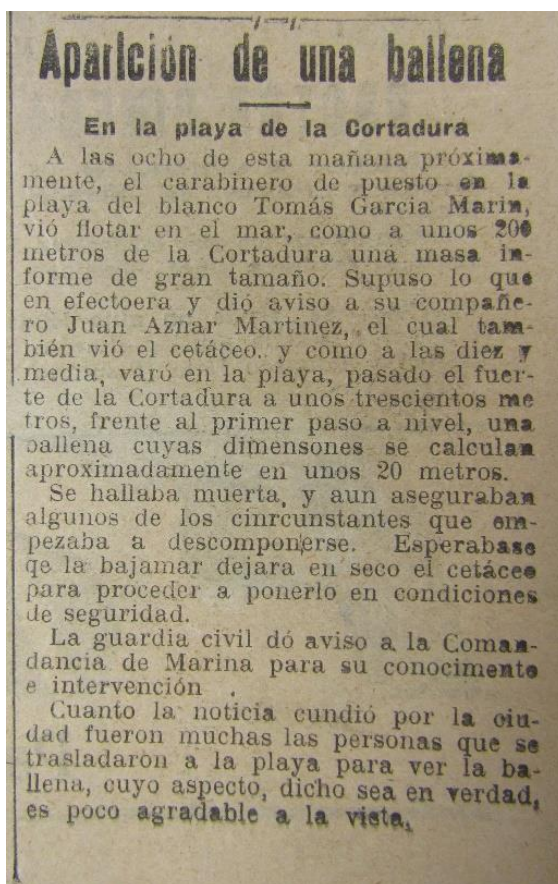 Aparición de una ballena
En la playa de la Cortadura
A las ocho de esta mañana próxima-
mente, el carabinero de puesto en la
playa del blanco Tomás Garcia Marin,
vió flotar en el mar, como a unos 200
metros de la Cortadura una masa in-
forme de gran tamaño. Supuso lo que
en efectoera y dió aviso a su compañe-
ro Juan Aznar Martinez, el cual tam-
bién vió el cetáceo. y como a las diez y
media, varó en la playa, pasado el fuer-
te de la Cortadura a unos trescientos me
tros, frente al primer paso a nivel, una
ballena cuyas dimensones se calculan
aproximadamente en unos 20 metros.
Se hallaba muerta, y aun aseguraban
algunos de los cinrcunstantes que em-
pezaba a descomponerse. Esperabase
qe la bajamar dejara en seco el cetáceo
para proceder a ponerlo en condiciones
de seguridad.
La guardia civil dó aviso a la Coman-
dancia de Marina para su conocimento
e intervención .
Cuanto la noticia cundió por la ciu-
dad fueron muchas las personas que se
trasladaron a la playa para ver la ba-
llena, cuyo aspecto, dicho sea en verdad,
es poco agradable a la vista.